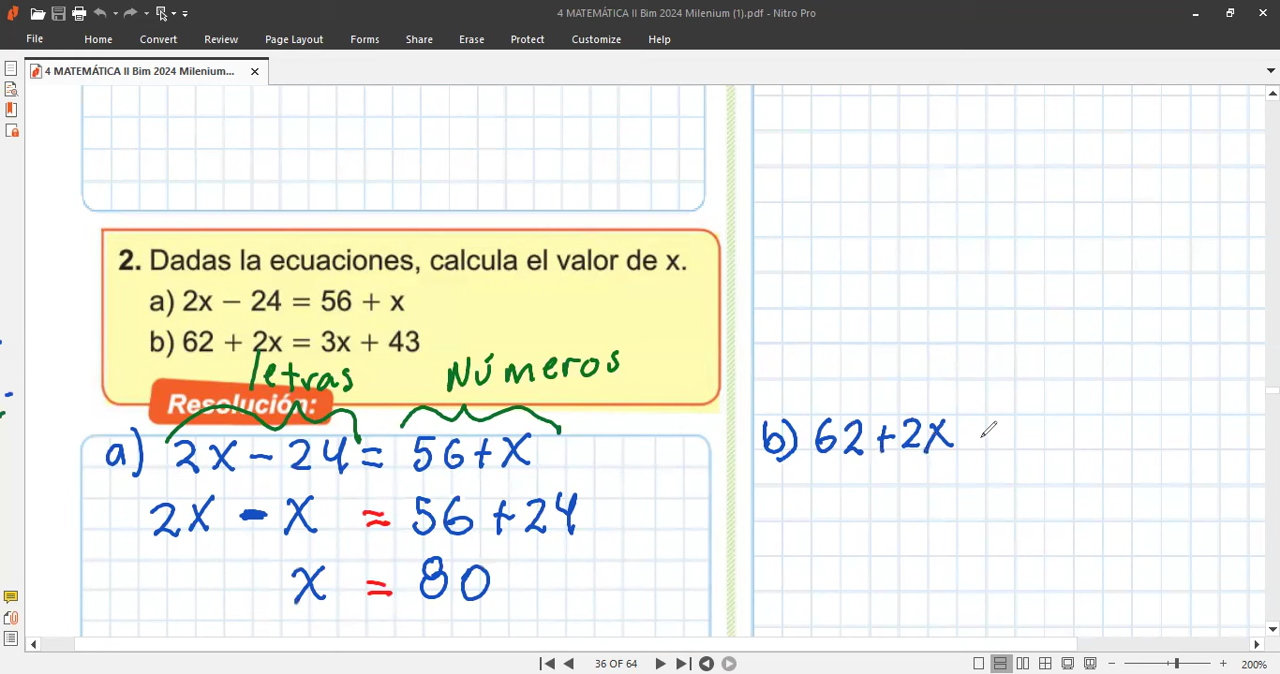 4 MATEMÁTICA II Bim 2024 Milenium (1).pdf - Nitro Pro
File Home Convert Review Page Layout Forms Share Erase Protect Customize Help
4 MATEMÁTICA II Bim 2024 Milenium...
2. Dadas la ecuaciones, calcula el valor de x.
a) 2x − 24 = 56 + x
b) 62 + 2x = 3x + 43
letras Números
Resolución:
a) 2x - 24 = 56 + x
2x - x = 56 + 24
x = 80
b) 62 + 2x
36 OF 64
200%